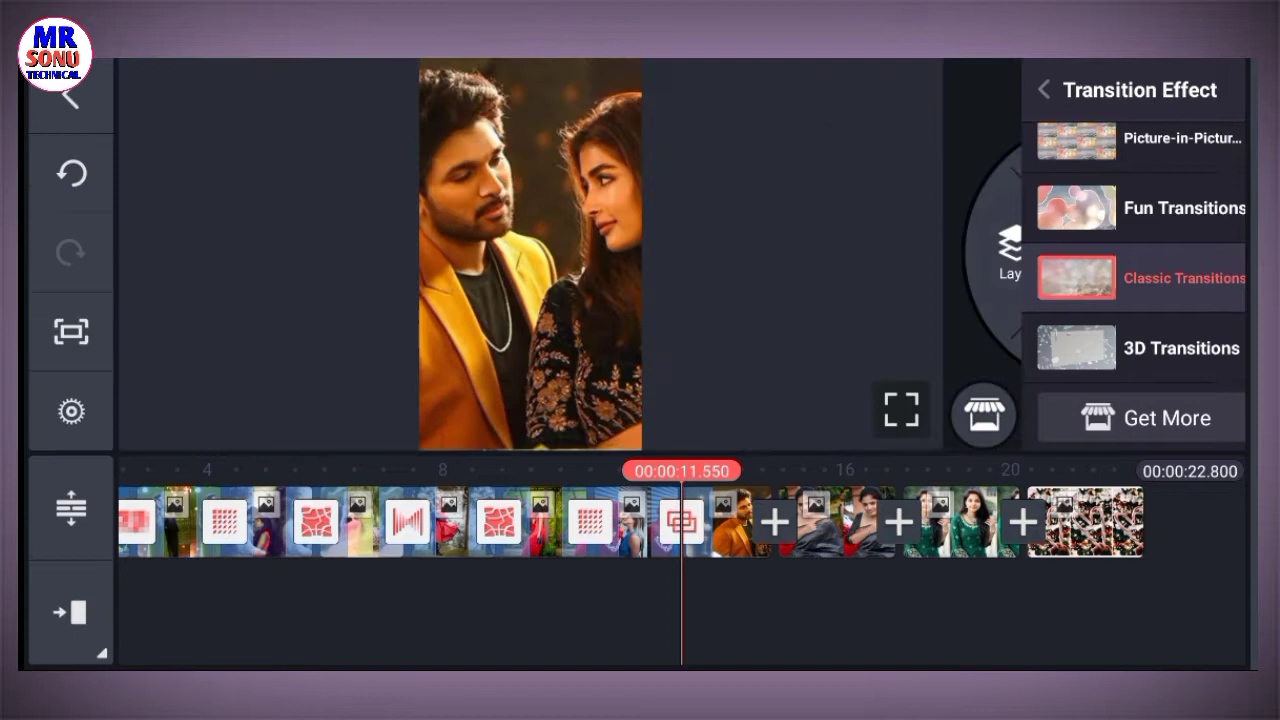 MR
SONU
TECHNICAL
Transition Effect
Picture-in-Pictur...
Fun Transitions
Classic Transitions
3D Transitions
Get More
Lay
4
8
00:00:11.550
16
20
00:00:22.800